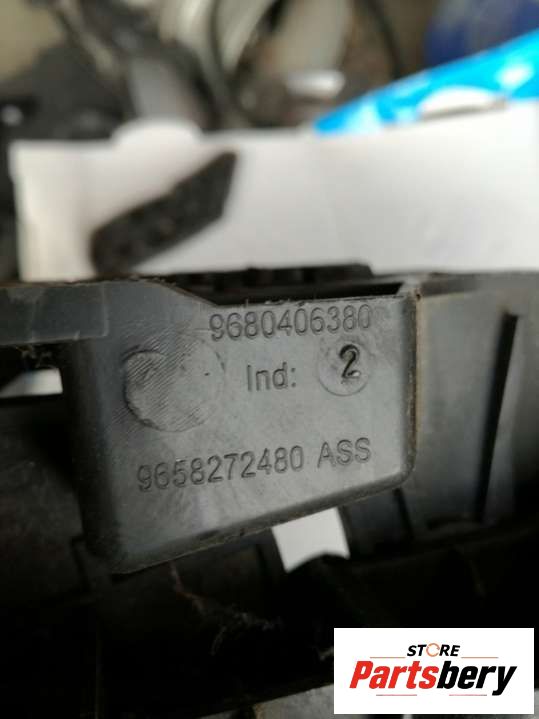 9680406380
Ind: 2
9658272480 ASS
STORE
Partsbery